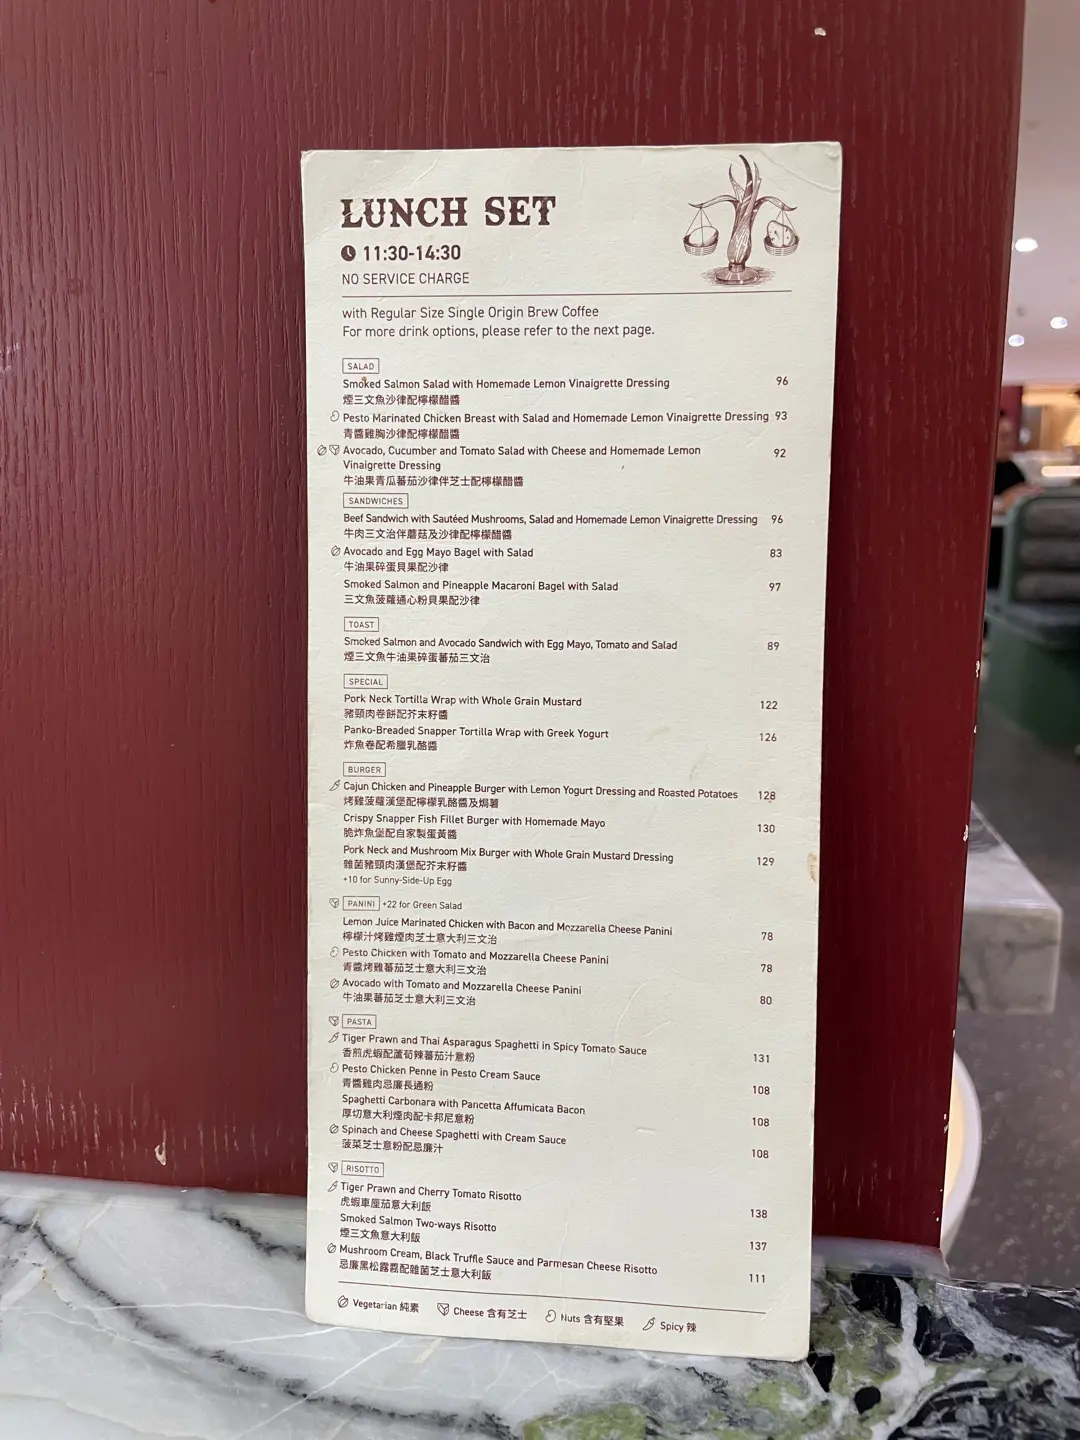 LUNCH SET
11:30-14:30
NO SERVICE CHARGE
with Regular Size Single Origin Brew Coffee
For more drink options, please refer to the next page.
SALAD
Smoked Salmon Salad with Homemade Lemon Vinaigrette Dressing 96
煙三文魚沙律配檸檬醋醬
Pesto Marinated Chicken Breast with Salad and Homemade Lemon Vinaigrette Dressing 93
青醬雞胸沙律配檸檬醋醬
Avocado, Cucumber and Tomato Salad with Cheese and Homemade Lemon 92
Vinaigrette Dressing
牛油果青瓜蕃茄沙律伴芝士配檸檬醋醬
SANDWICHES
Beef Sandwich with Sautéed Mushrooms, Salad and Homemade Lemon Vinaigrette Dressing 96
牛肉三文治伴蘑菇及沙律配檸檬醋醬
Avocado and Egg Mayo Bagel with Salad 83
牛油果碎蛋貝果配沙律
Smoked Salmon and Pineapple Macaroni Bagel with Salad 97
三文魚菠蘿通心粉貝果配沙律
TOAST
Smoked Salmon and Avocado Sandwich with Egg Mayo, Tomato and Salad 89
煙三文魚牛油果碎蛋蕃茄三文治
SPECIAL
Pork Neck Tortilla Wrap with Whole Grain Mustard 122
豬頸肉卷餅配芥末籽醬
Panko-Breaded Snapper Tortilla Wrap with Greek Yogurt 126
炸魚卷配希臘乳酪醬
BURGER
Cajun Chicken and Pineapple Burger with Lemon Yogurt Dressing and Roasted Potatoes 128
烤雞菠蘿漢堡配檸檬乳酪醬及焗薯
Crispy Snapper Fish Fillet Burger with Homemade Mayo 130
脆炸魚堡配自家製蛋黃醬
Pork Neck and Mushroom Mix Burger with Whole Grain Mustard Dressing 129
雜菌豬頸肉漢堡配芥末籽醬
+10 for Sunny-Side-Up Egg
PANINI +22 for Green Salad
Lemon Juice Marinated Chicken with Bacon and Mozzarella Cheese Panini 78
檸檬汁烤雞煙肉芝士意大利三文治
Pesto Chicken with Tomato and Mozzarella Cheese Panini 78
青醬烤雞蕃茄芝士意大利三文治
Avocado with Tomato and Mozzarella Cheese Panini 80
牛油果蕃茄芝士意大利三文治
PASTA
Tiger Prawn and Thai Asparagus Spaghetti in Spicy Tomato Sauce 131
香煎虎蝦配蘆筍辣蕃茄汁意粉
Pesto Chicken Penne in Pesto Cream Sauce 108
青醬雞肉忌廉長通粉
Spaghetti Carbonara with Pancetta Affumicata Bacon 108
厚切意大利煙肉配卡邦尼意粉
Spinach and Cheese Spaghetti with Cream Sauce 108
菠菜芝士意粉配忌廉汁
RISOTTO
Tiger Prawn and Cherry Tomato Risotto 138
虎蝦車厘茄意大利飯
Smoked Salmon Two-ways Risotto 137
煙三文魚意大利飯
Mushroom Cream, Black Truffle Sauce and Parmesan Cheese Risotto 111
忌廉黑松露醬配雜菌芝士意大利飯
Vegetarian 純素 Cheese 含有芝士 Nuts 含有堅果 Spicy 辣